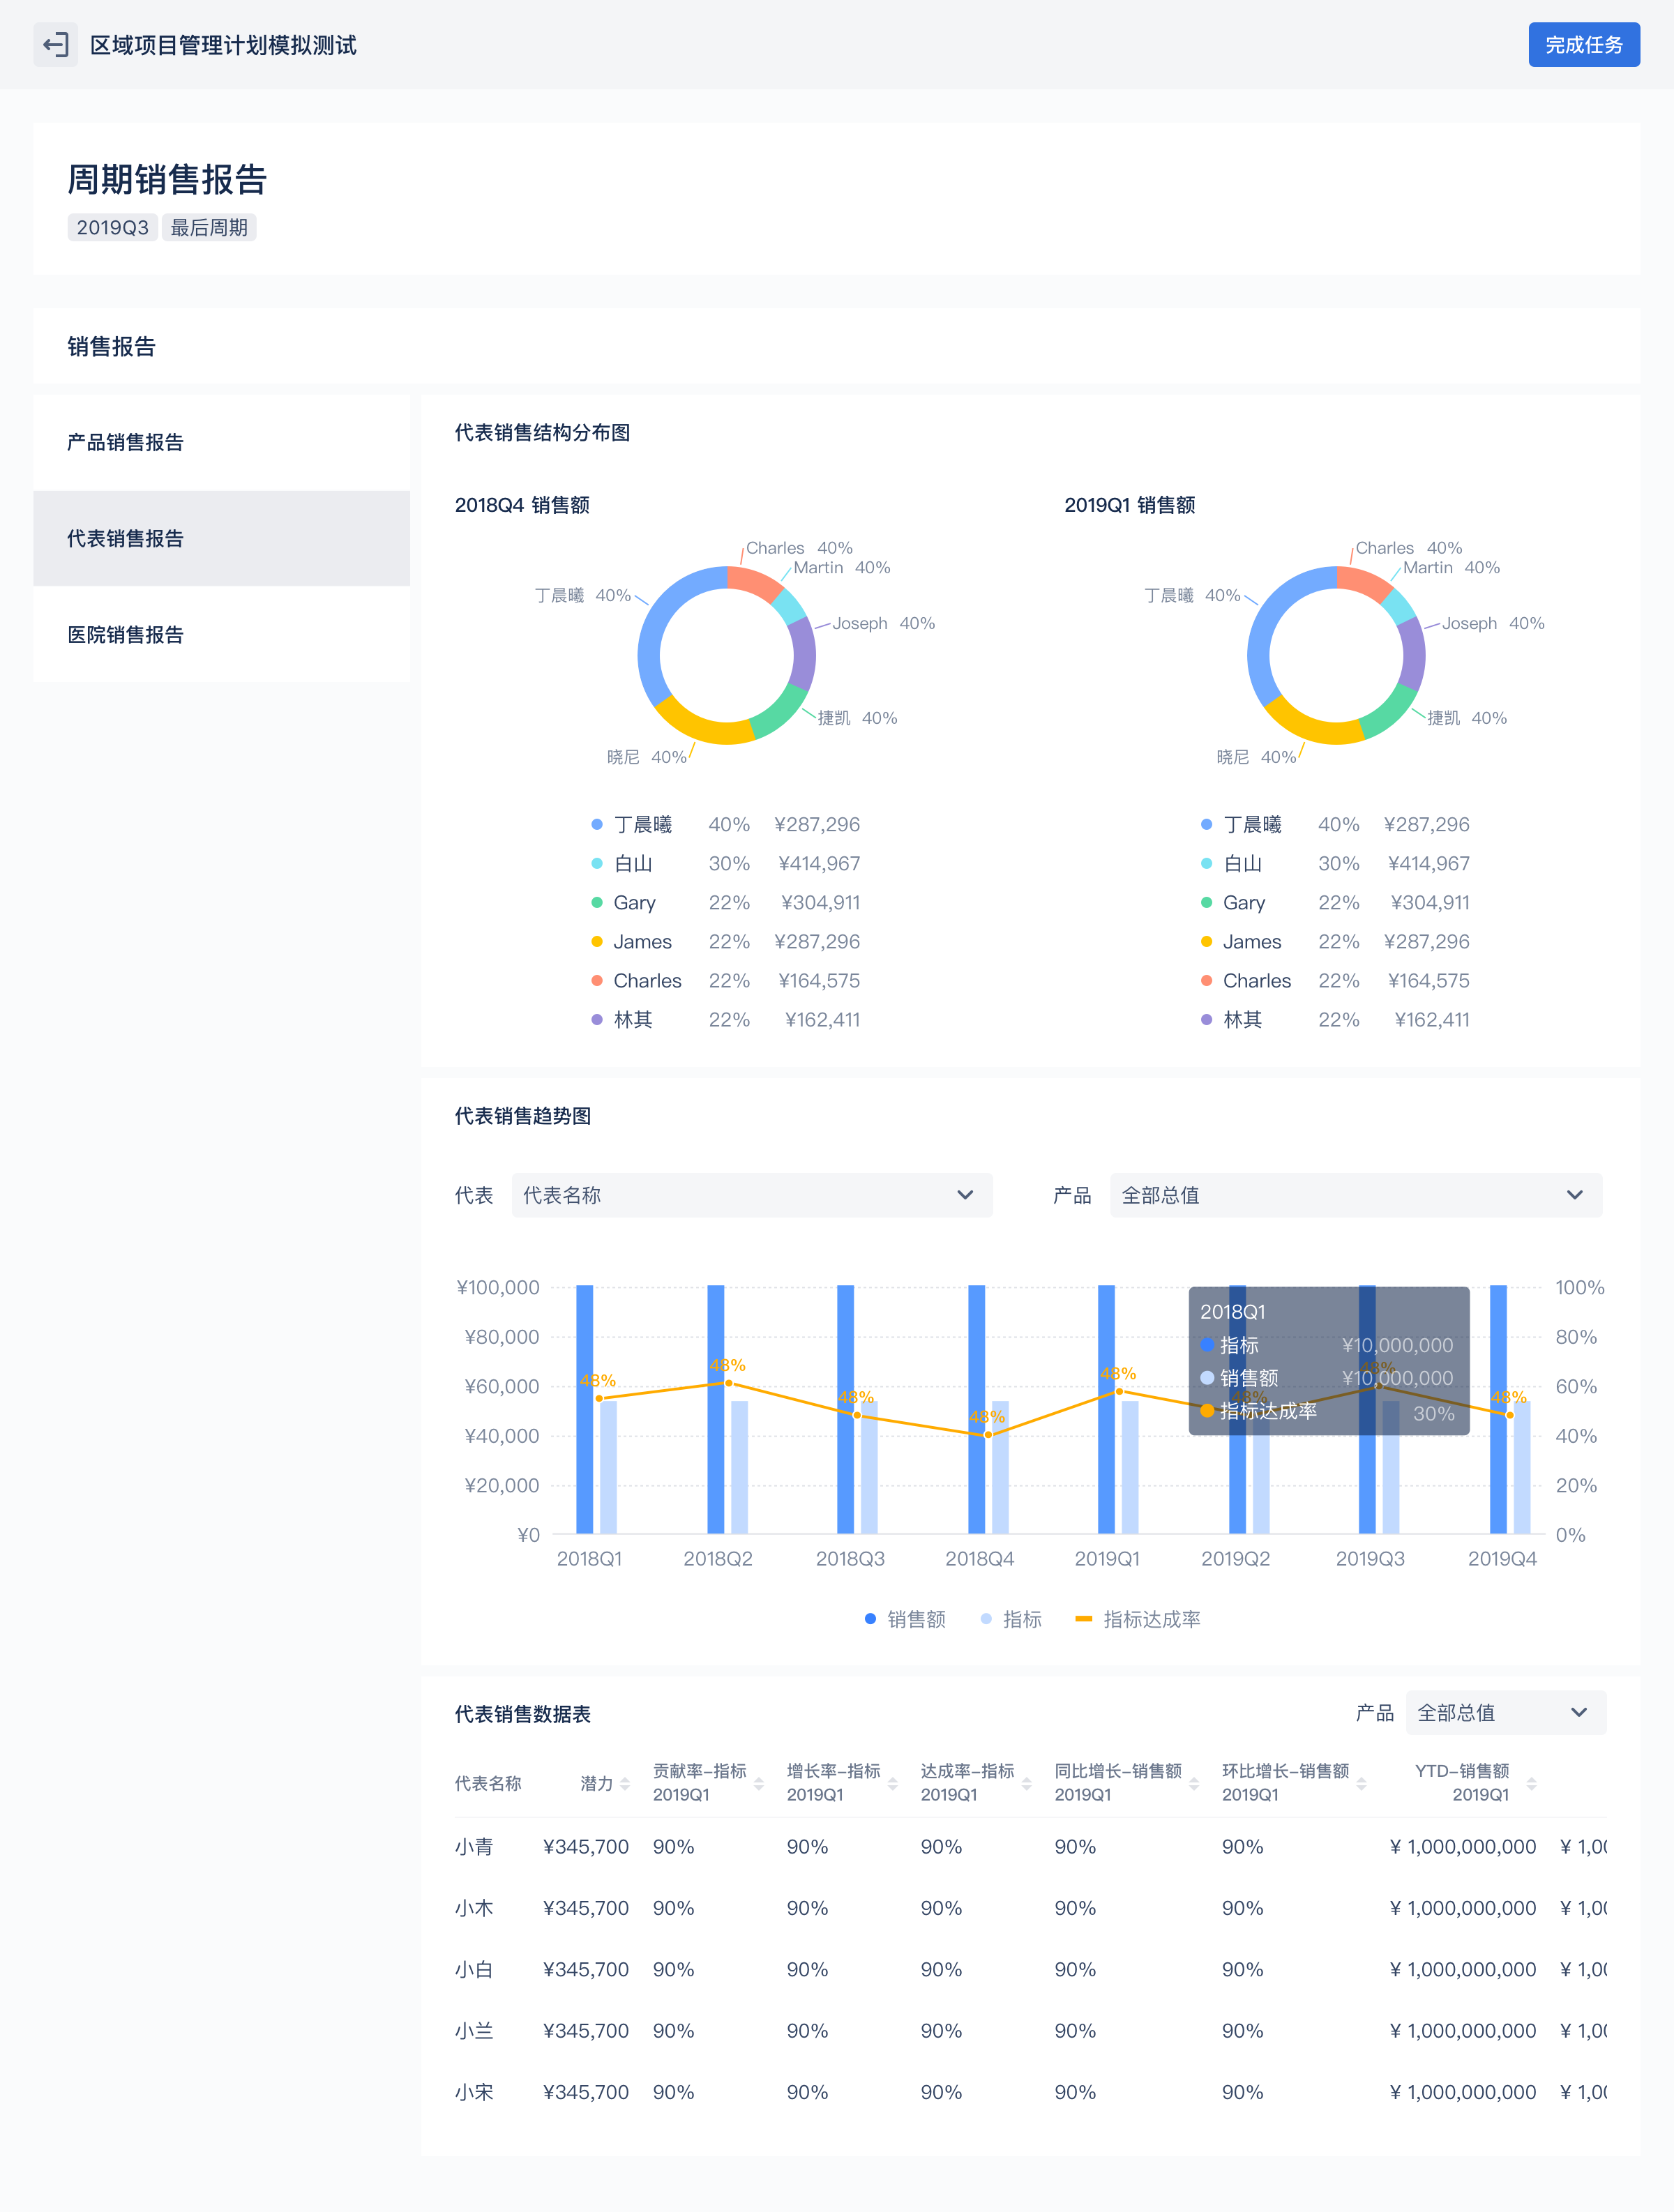 区域项目管理计划模拟测试
完成任务
周期销售报告
2019Q3 最后周期
销售报告
产品销售报告
代表销售报告
医院销售报告
代表销售结构分布图
2018Q4 销售额
Charles 40%
Martin 40%
丁晨曦 40%
Joseph 40%
捷凯 40%
晓尼 40%
丁晨曦 40% ¥287,296
白山 30% ¥414,967
Gary 22% ¥304,911
James 22% ¥287,296
Charles 22% ¥164,575
林其 22% ¥162,411
2019Q1 销售额
Charles 40%
Martin 40%
丁晨曦 40%
Joseph 40%
捷凯 40%
晓尼 40%
丁晨曦 40% ¥287,296
白山 30% ¥414,967
Gary 22% ¥304,911
James 22% ¥287,296
Charles 22% ¥164,575
林其 22% ¥162,411
代表销售趋势图
代表 代表名称
产品 全部总值
¥100,000
¥80,000
¥60,000
¥40,000
¥20,000
¥0
48% 48% 48% 48% 48% 48% 48% 48%
2018Q1
指标 ¥10,000,000
销售额 ¥10,000,000
指标达成率 30%
100%
80%
60%
40%
20%
0%
2018Q1 2018Q2 2018Q3 2018Q4 2019Q1 2019Q2 2019Q3 2019Q4
销售额 指标 指标达成率
代表销售数据表
产品 全部总值
代表名称 潜力 贡献率-指标 2019Q1 增长率-指标 2019Q1 达成率-指标 2019Q1 同比增长-销售额 2019Q1 环比增长-销售额 2019Q1 YTD-销售额 2019Q1
小青 ¥345,700 90% 90% 90% 90% 90% ¥ 1,000,000,000 ¥ 1,00
小木 ¥345,700 90% 90% 90% 90% 90% ¥ 1,000,000,000 ¥ 1,00
小白 ¥345,700 90% 90% 90% 90% 90% ¥ 1,000,000,000 ¥ 1,00
小兰 ¥345,700 90% 90% 90% 90% 90% ¥ 1,000,000,000 ¥ 1,00
小宋 ¥345,700 90% 90% 90% 90% 90% ¥ 1,000,000,000 ¥ 1,00